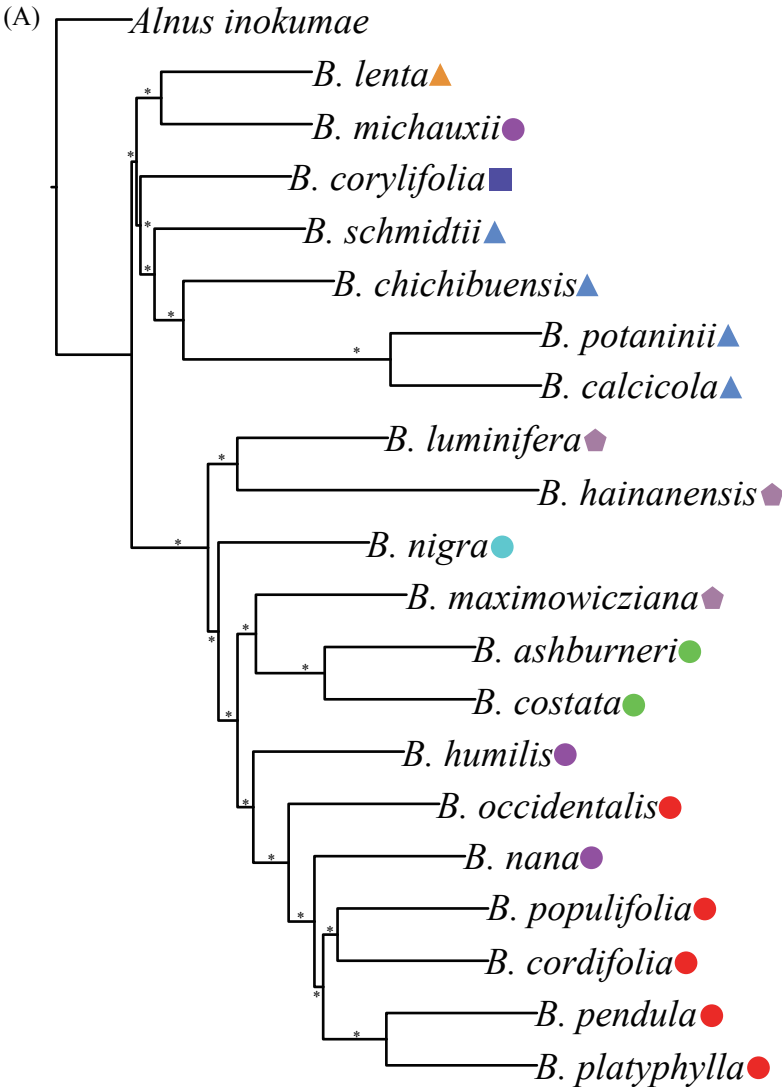 (A)
Alnus inokumae
B. lenta
B. michauxii
B. corylifolia
B. schmidtii
B. chichibuensis
B. potaninii
B. calcicola
B. luminifera
B. hainanensis
B. nigra
B. maximowicziana
B. ashburneri
B. costata
B. humilis
B. occidentalis
B. nana
B. populifolia
B. cordifolia
B. pendula
B. platyphylla